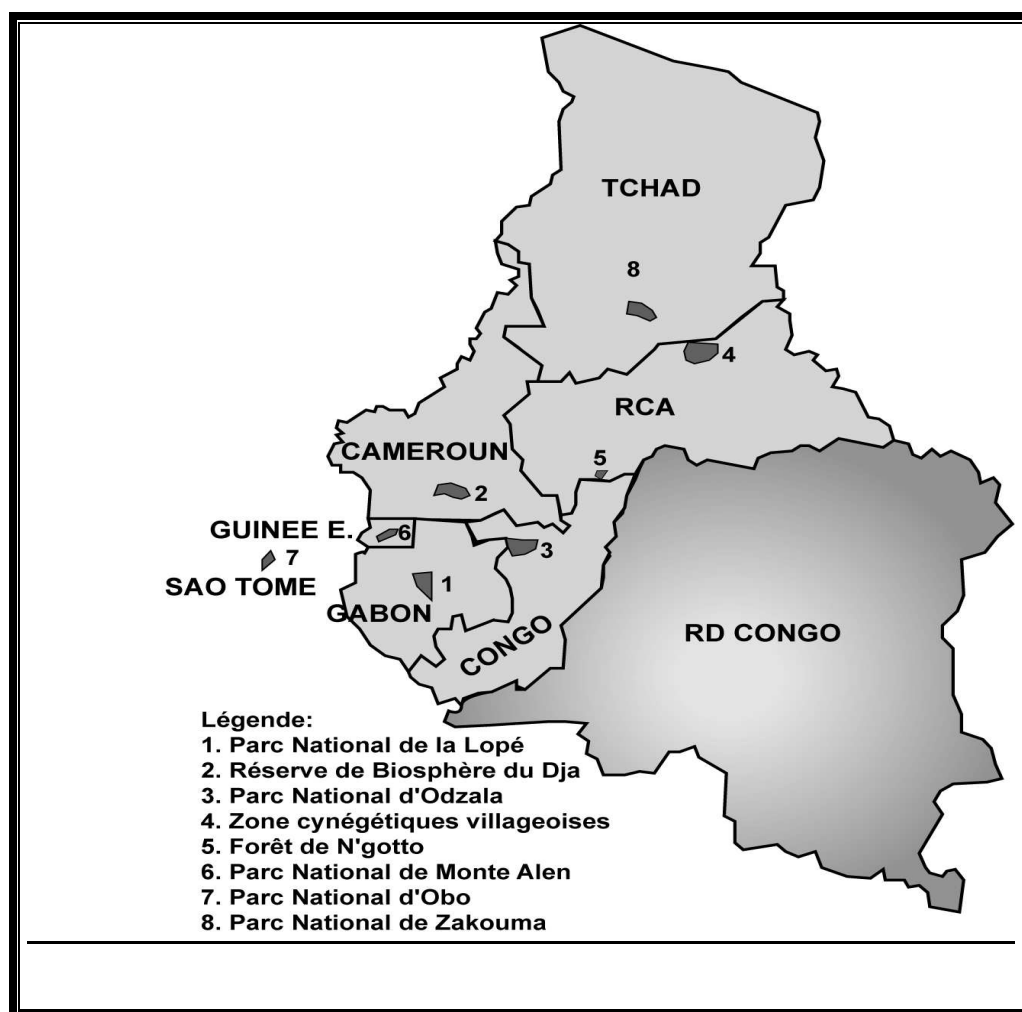 TCHAD
8
4
RCA
CAMEROUN
5
2
GUINEE E.
6
7
3
SAO TOME
1
GABON
CONGO
RD CONGO
Légende:
1. Parc National de la Lopé
2. Réserve de Biosphère du Dja
3. Parc National d'Odzala
4. Zone cynégétiques villageoises
5. Forêt de N'gotto
6. Parc National de Monte Alen
7. Parc National d'Obo
8. Parc National de Zakouma